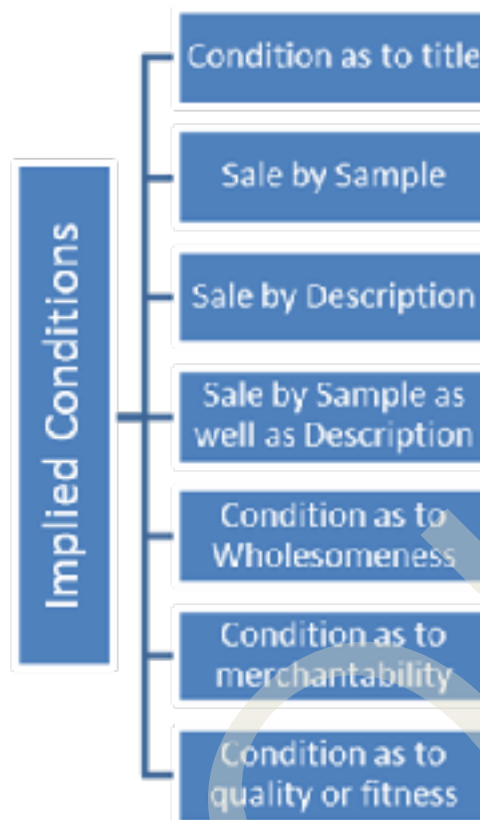 Implied Conditions
Condition as to title
Sale by Sample
Sale by Description
Sale by Sample as
well as Description
Condition as to
Wholesomeness
Condition as to
merchantability
Condition as to
quality or fitness